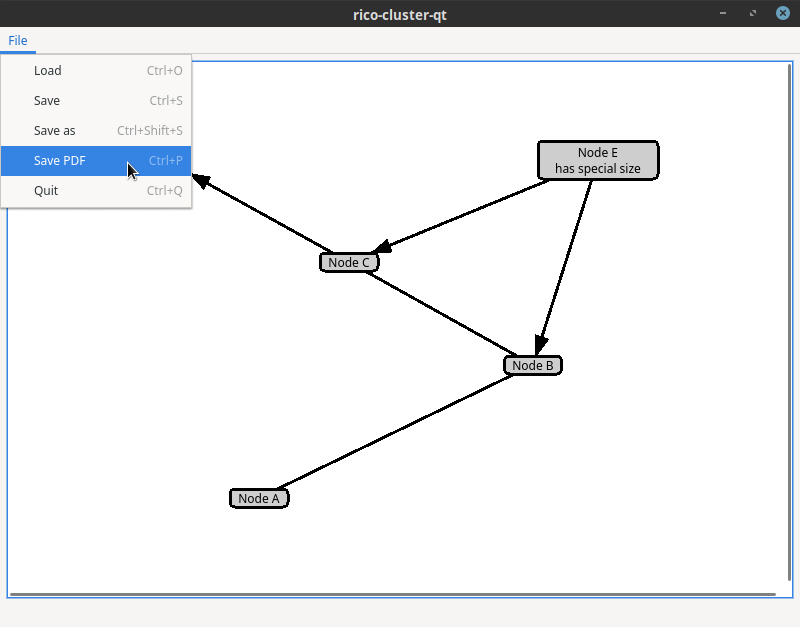 rico-cluster-qt
File
Load Ctrl+O
Save Ctrl+S
Save as Ctrl+Shift+S
Save PDF Ctrl+P
Quit Ctrl+Q
Node E
has special size
Node C
Node B
Node A